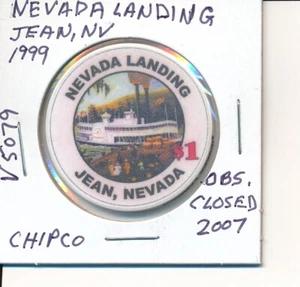 NEVADA LANDING
JEAN, NV
1999
V5079
NEVADA LANDING
$1
JEAN, NEVADA
OBS.
CLOSED
2007
CHIPCO